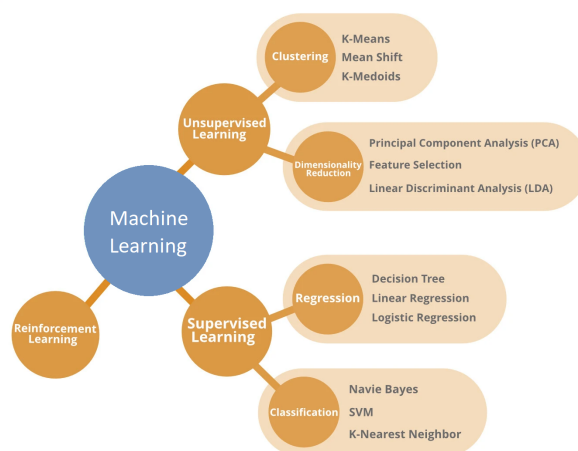 Machine
Learning
Unsupervised
Learning
Clustering
K-Means
Mean Shift
K-Medoids
Dimensionality
Reduction
Principal Component Analysis (PCA)
Feature Selection
Linear Discriminant Analysis (LDA)
Reinforcement
Learning
Supervised
Learning
Regression
Decision Tree
Linear Regression
Logistic Regression
Classification
Navie Bayes
SVM
K-Nearest Neighbor